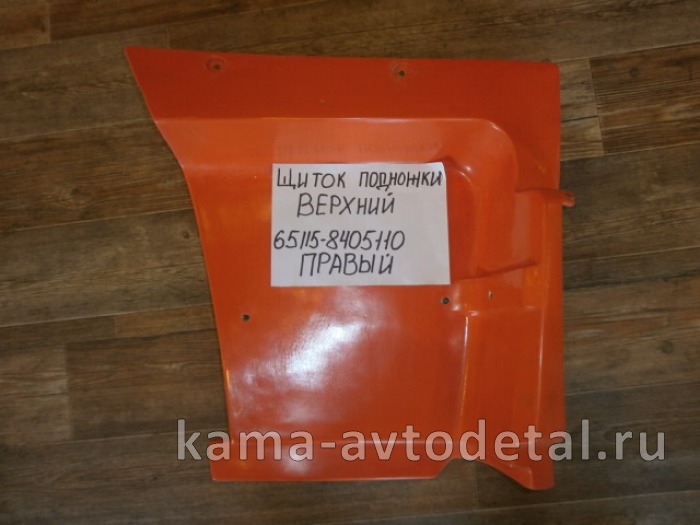 ЩИТОК ПОДНОЖКИ
ВЕРХНИЙ
65115-8405110
ПРАВЫЙ
kama-avtodetal.ru